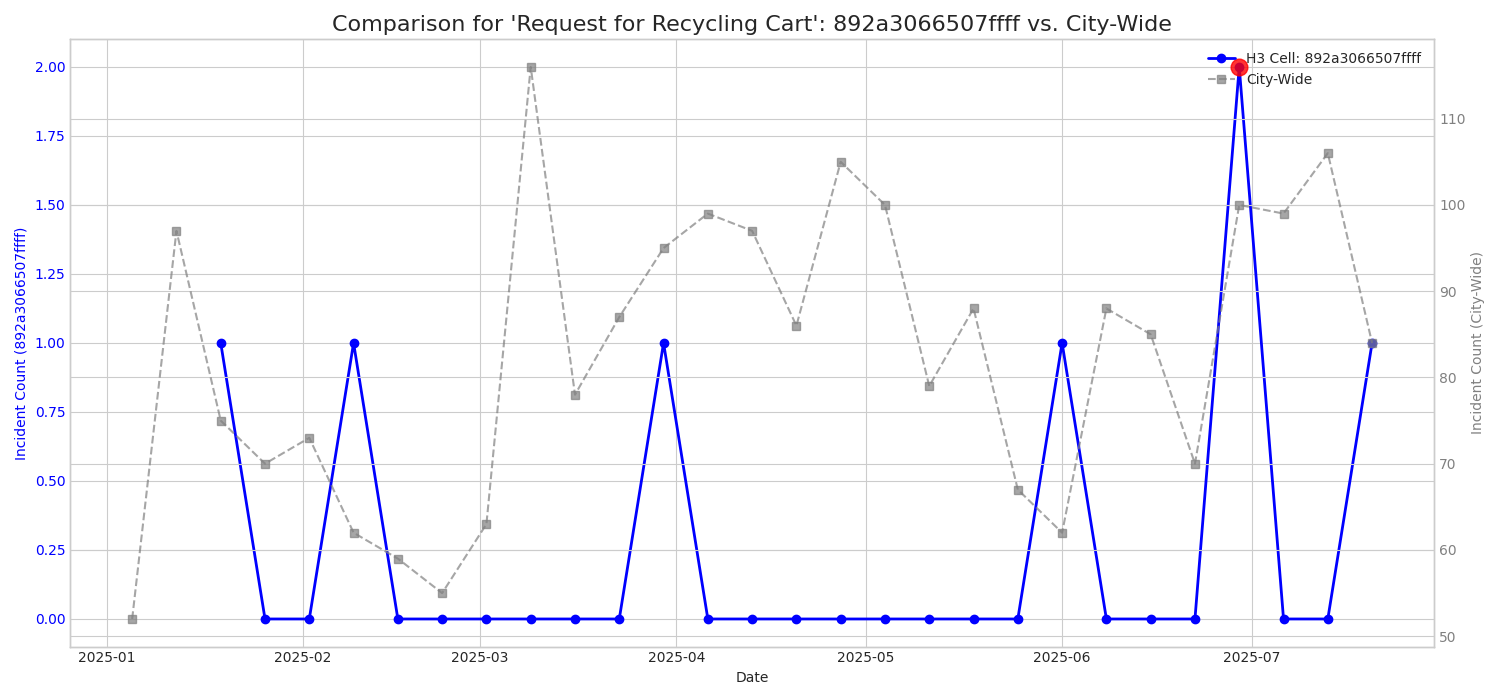 Comparison for 'Request for Recycling Cart': 892a3066507ffff vs. City-Wide
H3 Cell: 892a3066507ffff
City-Wide
Incident Count (892a3066507ffff)
2.00
1.75
1.50
1.25
1.00
0.75
0.50
0.25
0.00
110
100
90
80
70
60
50
Incident Count (City-Wide)
2025-01 2025-02 2025-03 2025-04 2025-05 2025-06 2025-07
Date